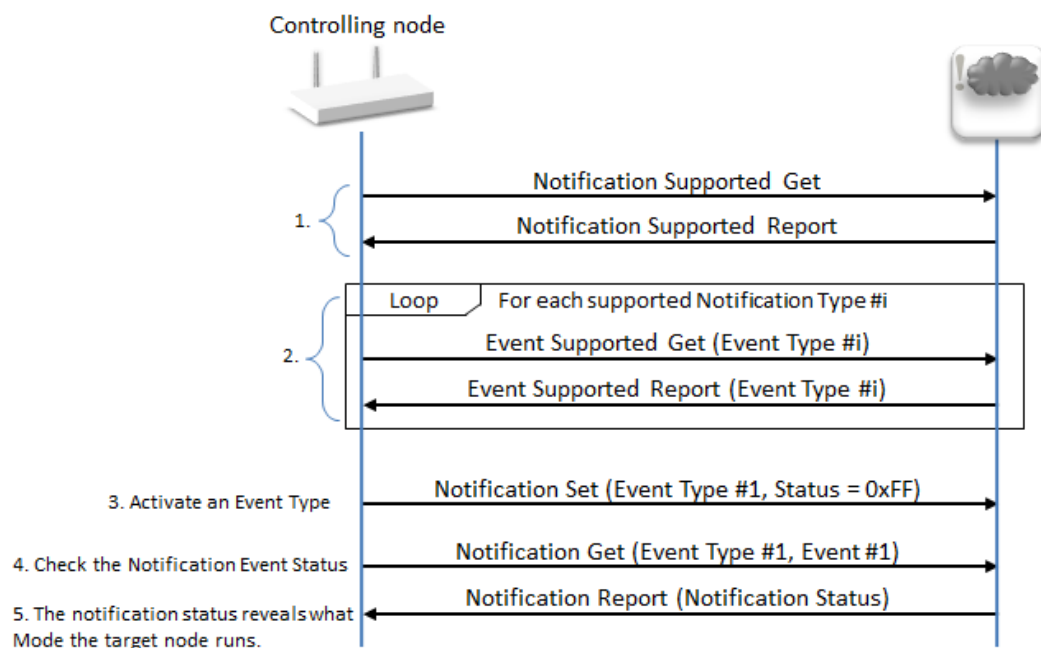 Controlling node
!
Notification Supported Get
1.
Notification Supported Report
Loop For each supported Notification Type #i
Event Supported Get (Event Type #i)
2.
Event Supported Report (Event Type #i)
Notification Set (Event Type #1, Status = 0xFF)
3. Activate an Event Type
Notification Get (Event Type #1, Event #1)
4. Check the Notification Event Status
Notification Report (Notification Status)
5. The notification status reveals what
Mode the target node runs.